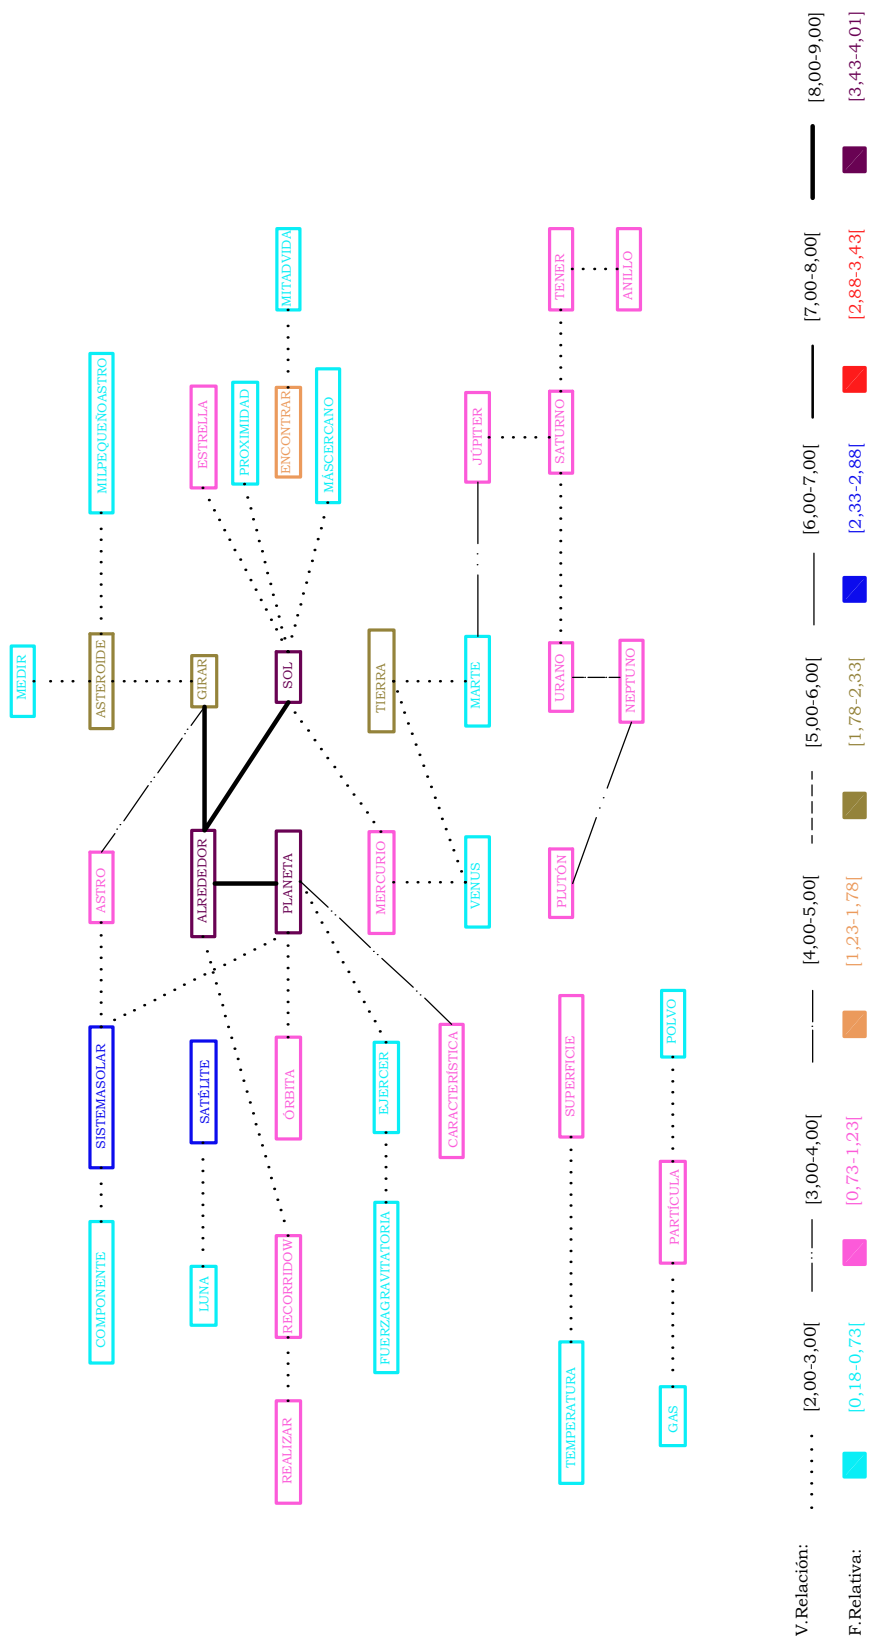 MEDIR
COMPONENTE
SISTEMASOLAR
ASTRO
ASTEROIDE
MILPEQUEÑOASTRO
LUNA
SATÉLITE
ALREDEDOR
GIRAR
ESTRELLA
PROXIMIDAD
REALIZAR
RECORRIDOW
ÓRBITA
PLANETA
SOL
ENCONTRAR
MITADVIDA
MÁSCERCANO
FUERZAGRAVITATORIA
EJERCER
MERCURIO
TIERRA
CARACTERÍSTICA
VENUS
MARTE
JÚPITER
TEMPERATURA
SUPERFICIE
PLUTÓN
URANO
SATURNO
TENER
NEPTUNO
ANILLO
GAS
PARTÍCULA
POLVO
V.Relación: [2,00-3,00[ [3,00-4,00[ [4,00-5,00[ [5,00-6,00[ [6,00-7,00[ [7,00-8,00[ [8,00-9,00]
F.Relativa: [0,18-0,73[ [0,73-1,23[ [1,23-1,78[ [1,78-2,33[ [2,33-2,88[ [2,88-3,43[ [3,43-4,01]